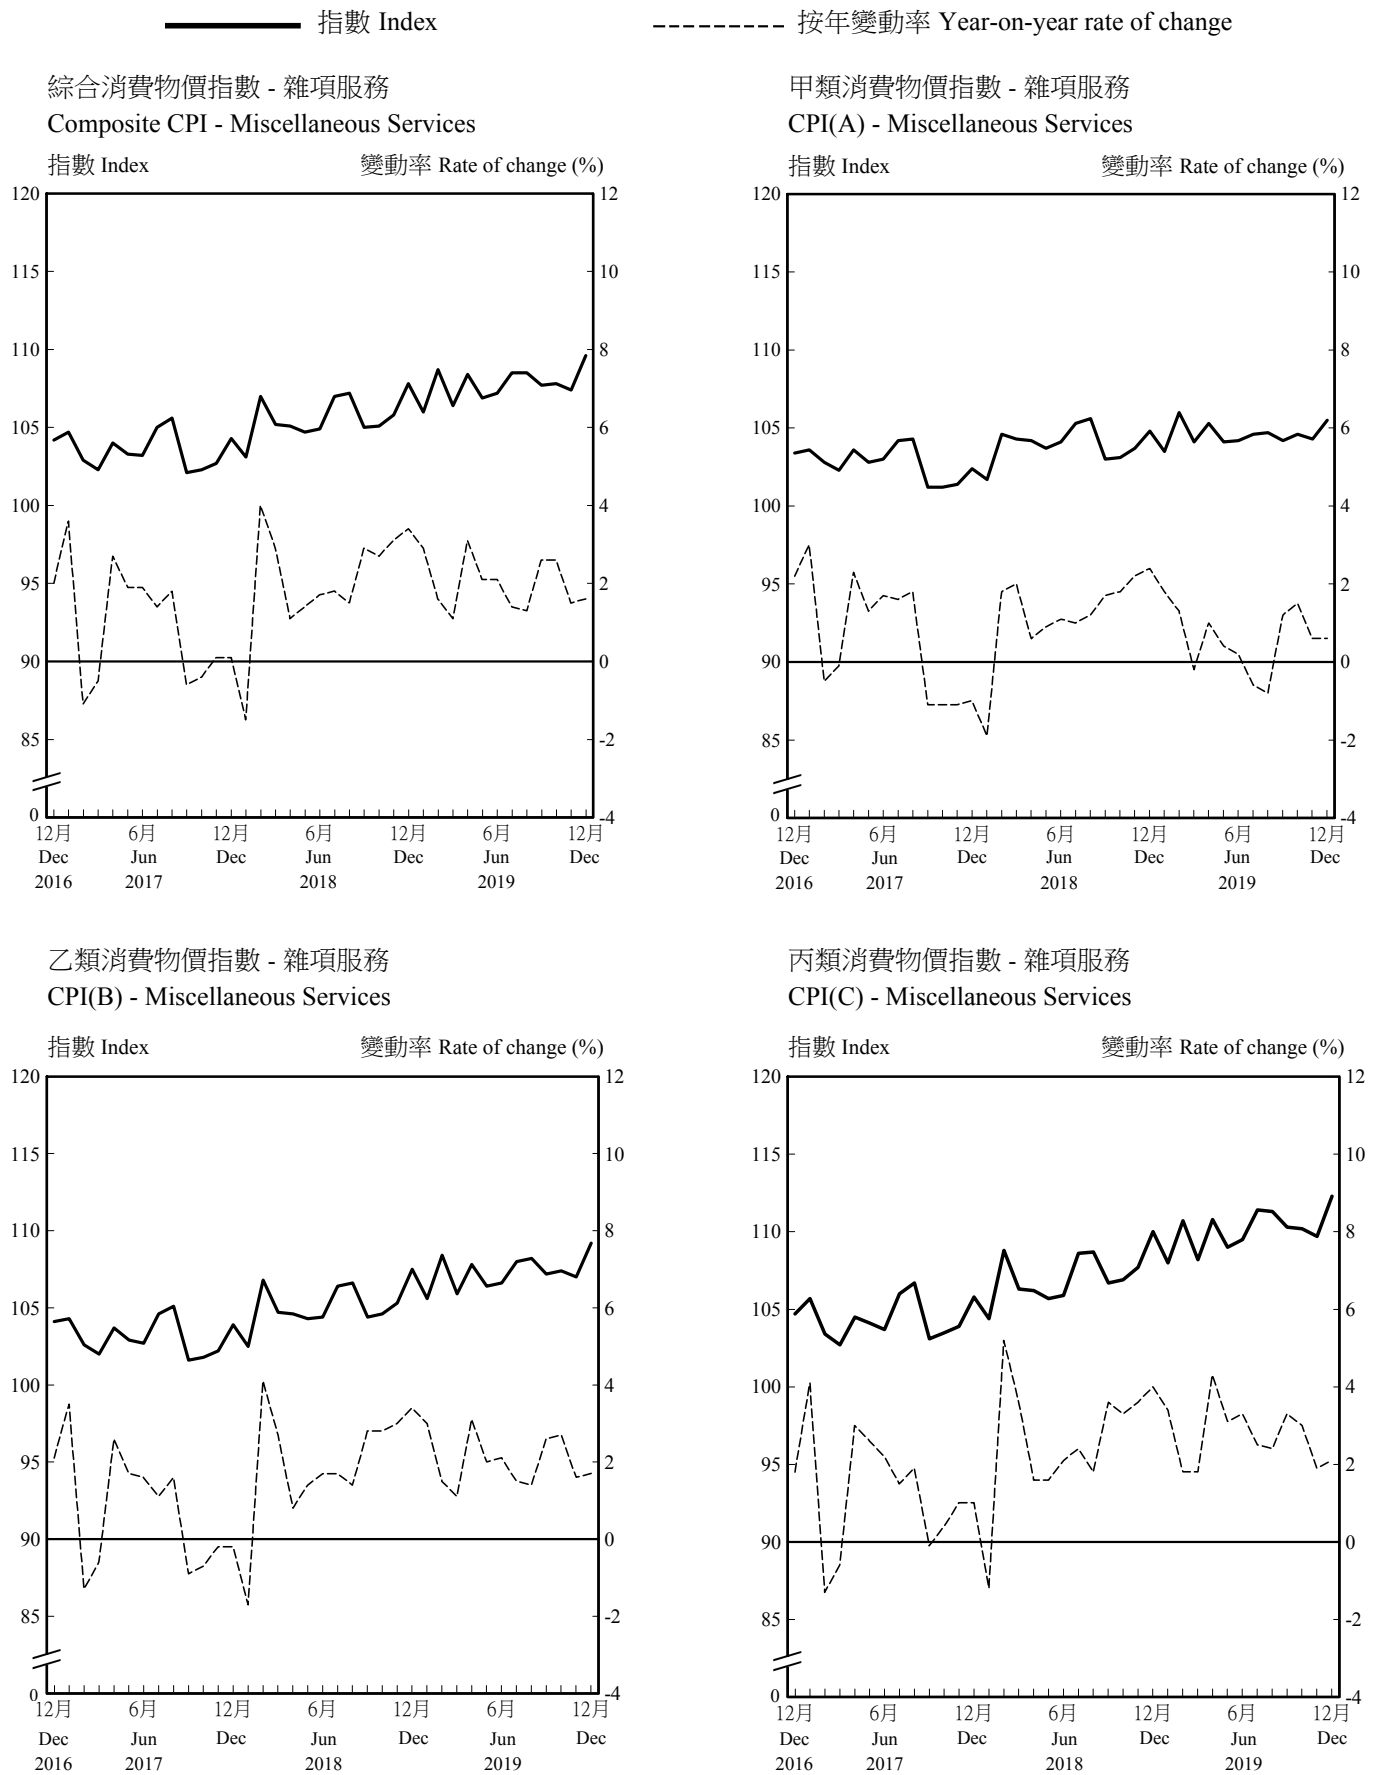 指數 Index
按年變動率 Year-on-year rate of change
綜合消費物價指數 - 雜項服務
Composite CPI - Miscellaneous Services
指數 Index 變動率 Rate of change (%)
120 12
115 10
110 8
105 6
100 4
95 2
90 0
85 -2
0 -4
12月 6月 12月 6月 12月 6月 12月
Dec Jun Dec Jun Dec Jun Dec
2016 2017 2018 2019
甲類消費物價指數 - 雜項服務
CPI(A) - Miscellaneous Services
指數 Index 變動率 Rate of change (%)
120 12
115 10
110 8
105 6
100 4
95 2
90 0
85 -2
0 -4
12月 6月 12月 6月 12月 6月 12月
Dec Jun Dec Jun Dec Jun Dec
2016 2017 2018 2019
乙類消費物價指數 - 雜項服務
CPI(B) - Miscellaneous Services
指數 Index 變動率 Rate of change (%)
120 12
115 10
110 8
105 6
100 4
95 2
90 0
85 -2
0 -4
12月 6月 12月 6月 12月 6月 12月
Dec Jun Dec Jun Dec Jun Dec
2016 2017 2018 2019
丙類消費物價指數 - 雜項服務
CPI(C) - Miscellaneous Services
指數 Index 變動率 Rate of change (%)
120 12
115 10
110 8
105 6
100 4
95 2
90 0
85 -2
0 -4
12月 6月 12月 6月 12月 6月 12月
Dec Jun Dec Jun Dec Jun Dec
2016 2017 2018 2019